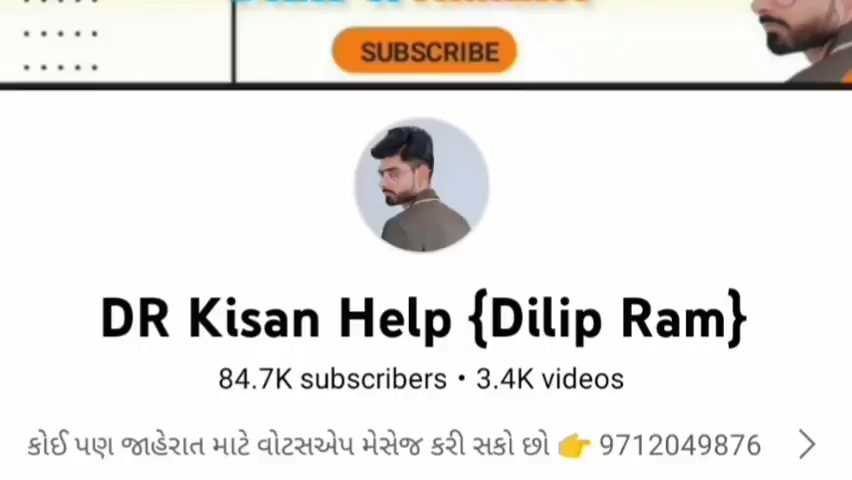 SUBSCRIBE
DR Kisan Help {Dilip Ram}
84.7K subscribers • 3.4K videos
કોઈ પણ જાહેરાત માટે વોટસએપ મેસેજ કરી સકો છો 👉 9712049876